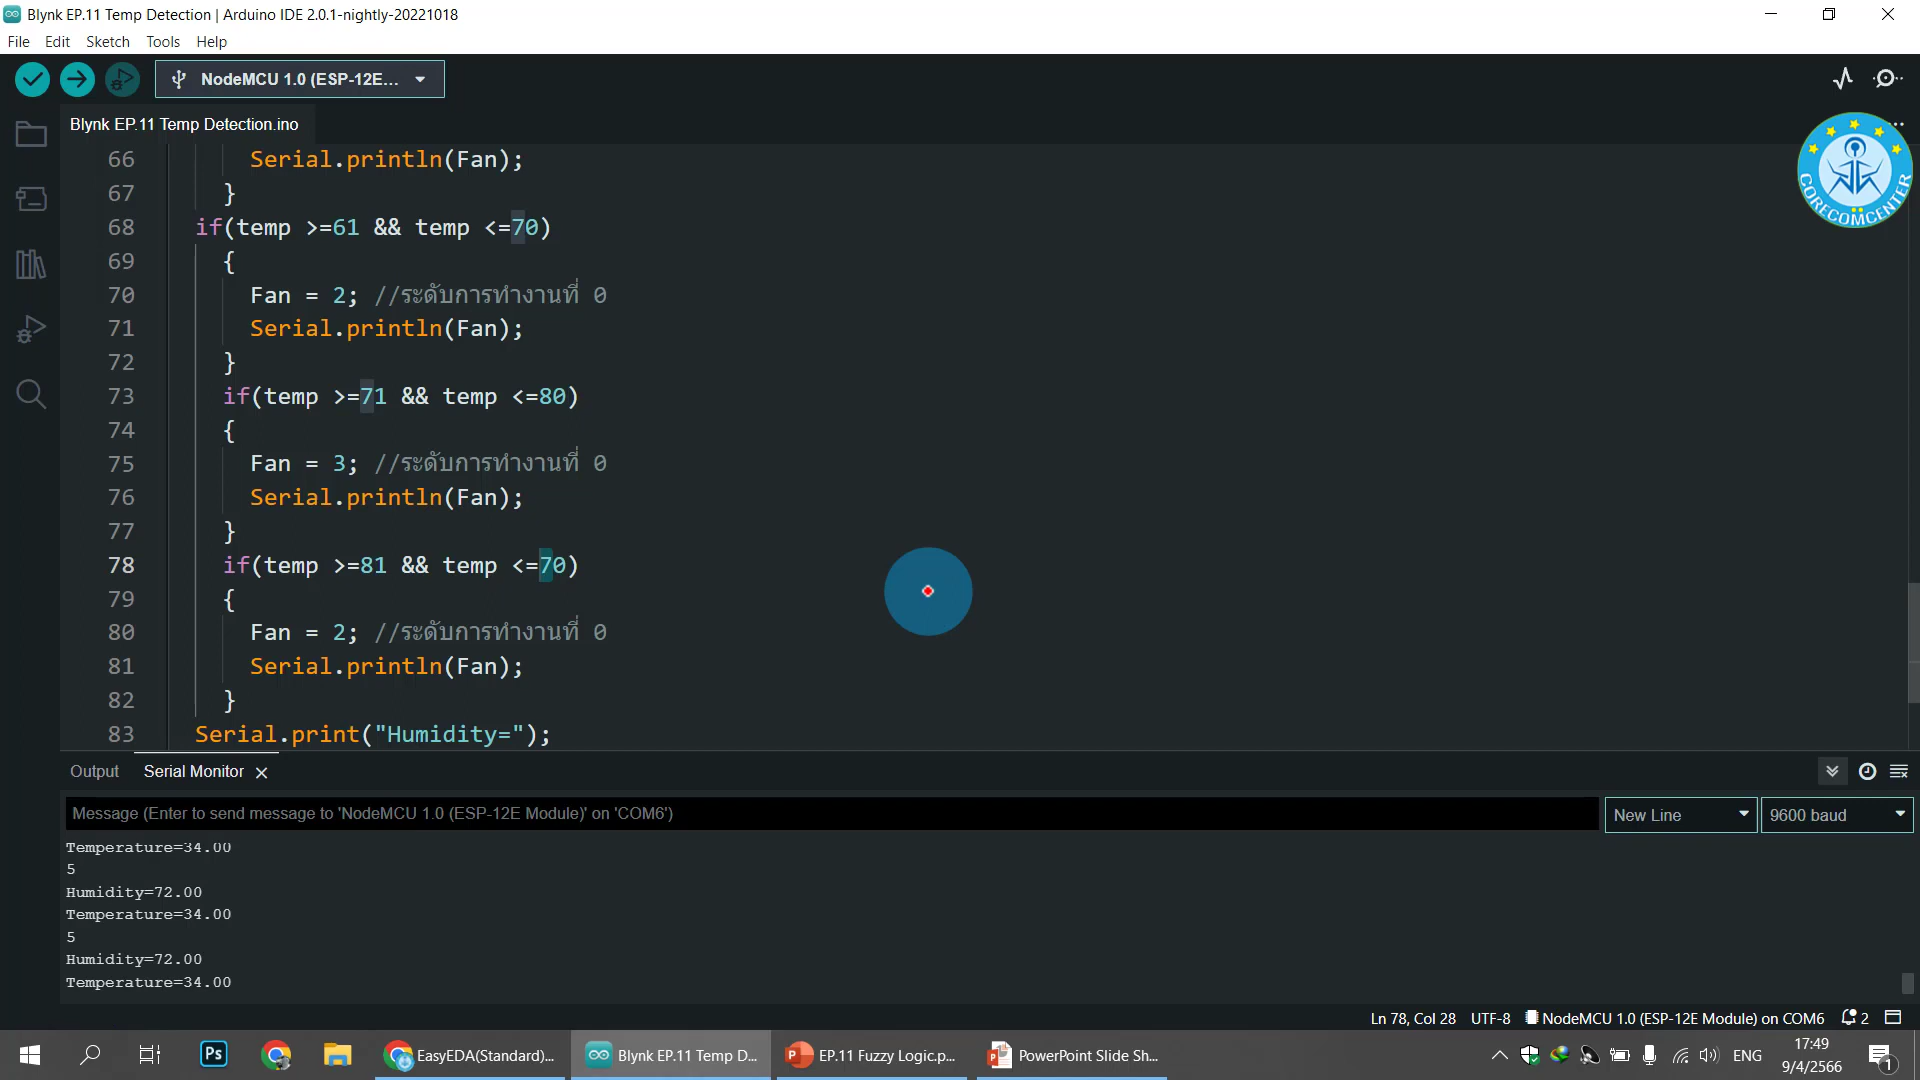 Blynk EP.11 Temp Detection | Arduino IDE 2.0.1-nightly-20221018
File Edit Sketch Tools Help
NodeMCU 1.0 (ESP-12E...
Blynk EP.11 Temp Detection.ino
CORECOMCENTER
66 Serial.println(Fan);
67 }
68 if(temp >=61 && temp <=70)
69 {
70 Fan = 2; //ระดับการทำงานที่ 0
71 Serial.println(Fan);
72 }
73 if(temp >=71 && temp <=80)
74 {
75 Fan = 3; //ระดับการทำงานที่ 0
76 Serial.println(Fan);
77 }
78 if(temp >=81 && temp <=70)
79 {
80 Fan = 2; //ระดับการทำงานที่ 0
81 Serial.println(Fan);
82 }
83 Serial.print("Humidity=");
Output Serial Monitor
Message (Enter to send message to 'NodeMCU 1.0 (ESP-12E Module)' on 'COM6')
New Line 9600 baud
Temperature=34.00
5
Humidity=72.00
Temperature=34.00
5
Humidity=72.00
Temperature=34.00
Ln 78, Col 28 UTF-8 NodeMCU 1.0 (ESP-12E Module) on COM6 2
Ps EasyEDA(Standard)... Blynk EP.11 Temp D... EP.11 Fuzzy Logic.p... PowerPoint Slide Sh... ENG 17:49
9/4/2566 1